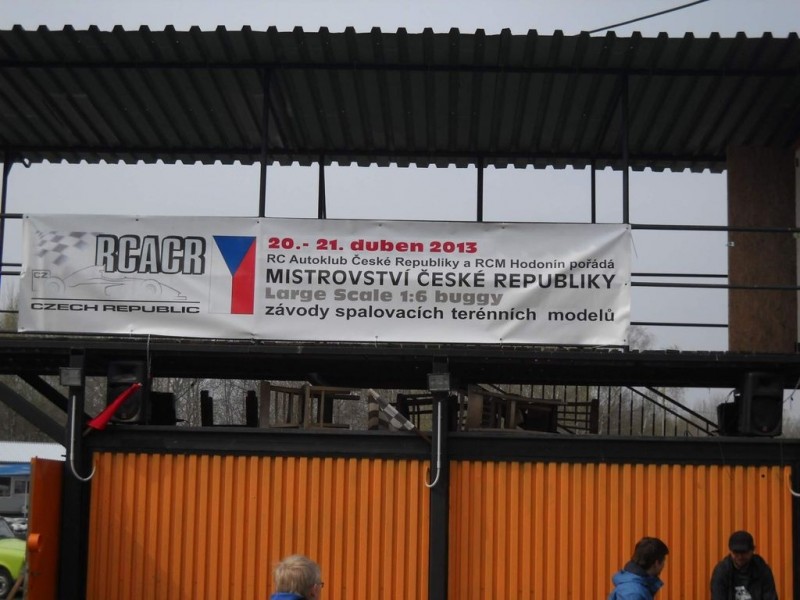 RCACR
CZ
CZECH REPUBLIC
20.- 21. duben 2013
RC Autoklub České Republiky a RCM Hodonín pořádá
MISTROVSTVÍ ČESKÉ REPUBLIKY
Large Scale 1:6 buggy
závody spalovacích terénních modelů